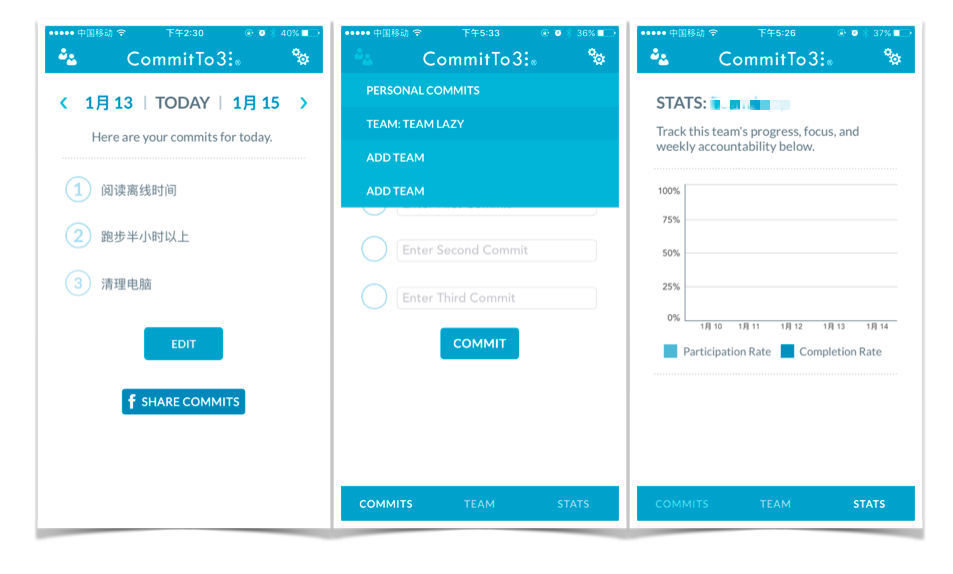 中国移动 下午2:30 40%
CommitTo3
1月 13 | TODAY | 1月 15
Here are your commits for today.
1 阅读离线时间
2 跑步半小时以上
3 清理电脑
EDIT
f SHARE COMMITS
中国移动 下午5:33 36%
CommitTo3
PERSONAL COMMITS
TEAM: TEAM LAZY
ADD TEAM
ADD TEAM
Enter Second Commit
Enter Third Commit
COMMIT
COMMITS TEAM STATS
中国移动 下午5:26 37%
CommitTo3
STATS:
Track this team's progress, focus, and
weekly accountability below.
100%
75%
50%
25%
0%
1月 10 1月 11 1月 12 1月 13 1月 14
Participation Rate Completion Rate
COMMITS TEAM STATS